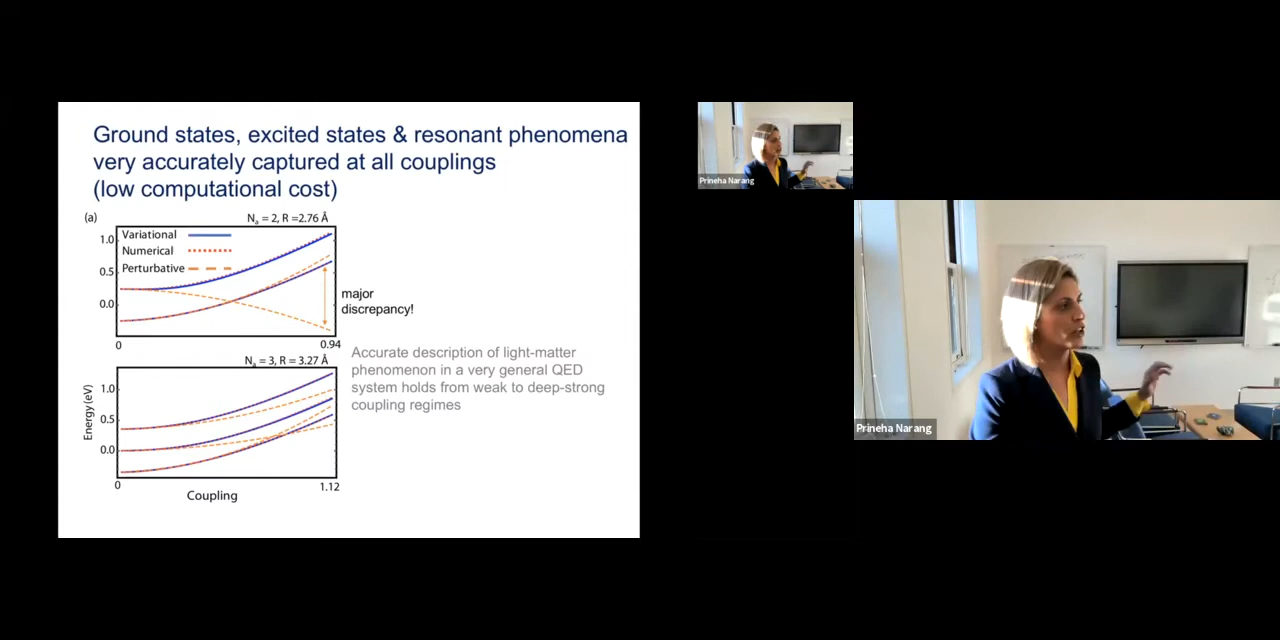 Ground states, excited states & resonant phenomena
very accurately captured at all couplings
(low computational cost)
(a)
Nₐ = 2, R =2.76 Å
Variational
Numerical
Perturbative
1.0
0.5
0.0
major
discrepancy!
0
0.94
Nₐ = 3, R = 3.27 Å
Accurate description of light-matter
phenomenon in a very general QED
system holds from weak to deep-strong
coupling regimes
Energy (eV)
1.0
0.5
0.0
0
1.12
Coupling
Prineha Narang
Prineha Narang